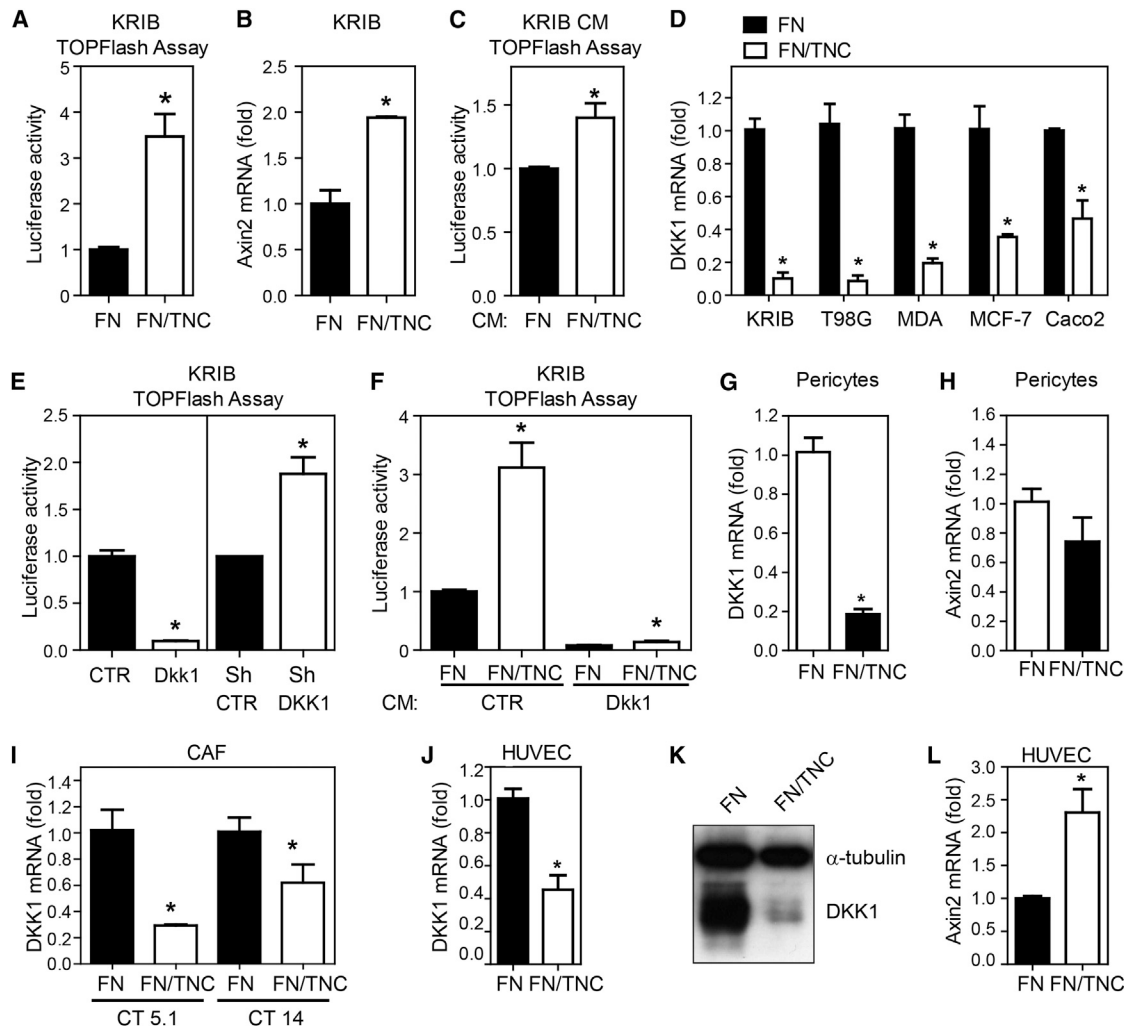 A
KRIB
TOPFlash Assay
Luciferase activity
5
4
3
2
1
0
*
FN FN/TNC
B
KRIB
Axin2 mRNA (fold)
2.5
2.0
1.5
1.0
0.5
0.0
*
FN FN/TNC
C
KRIB CM
TOPFlash Assay
Luciferase activity
1.5
1.0
0.5
0.0
*
CM: FN FN/TNC
D
FN
FN/TNC
DKK1 mRNA (fold)
1.2
1.0
0.8
0.6
0.4
0.2
0.0
* * * * *
KRIB T98G MDA MCF-7 Caco2
E
KRIB
TOPFlash Assay
Luciferase activity
2.5
2.0
1.5
1.0
0.5
0.0
* *
CTR Dkk1 Sh Sh
CTR DKK1
F
KRIB
TOPFlash Assay
Luciferase activity
4
3
2
1
0
* *
FN FN/TNC FN FN/TNC
CM: CTR Dkk1
G
Pericytes
DKK1 mRNA (fold)
1.2
1.0
0.8
0.6
0.4
0.2
0.0
*
FN FN/TNC
H
Pericytes
Axin2 mRNA (fold)
1.6
1.4
1.2
1.0
0.8
0.6
0.4
0.2
0.0
FN FN/TNC
I
CAF
DKK1 mRNA (fold)
1.4
1.2
1.0
0.8
0.6
0.4
0.2
0.0
* *
FN FN/TNC FN FN/TNC
CT 5.1 CT 14
J
HUVEC
DKK1 mRNA (fold)
1.2
1.0
0.8
0.6
0.4
0.2
0.0
*
FN FN/TNC
K
FN FN/TNC
α-tubulin
DKK1
L
HUVEC
Axin2 mRNA (fold)
3.0
2.5
2.0
1.5
1.0
0.5
0.0
*
FN FN/TNC